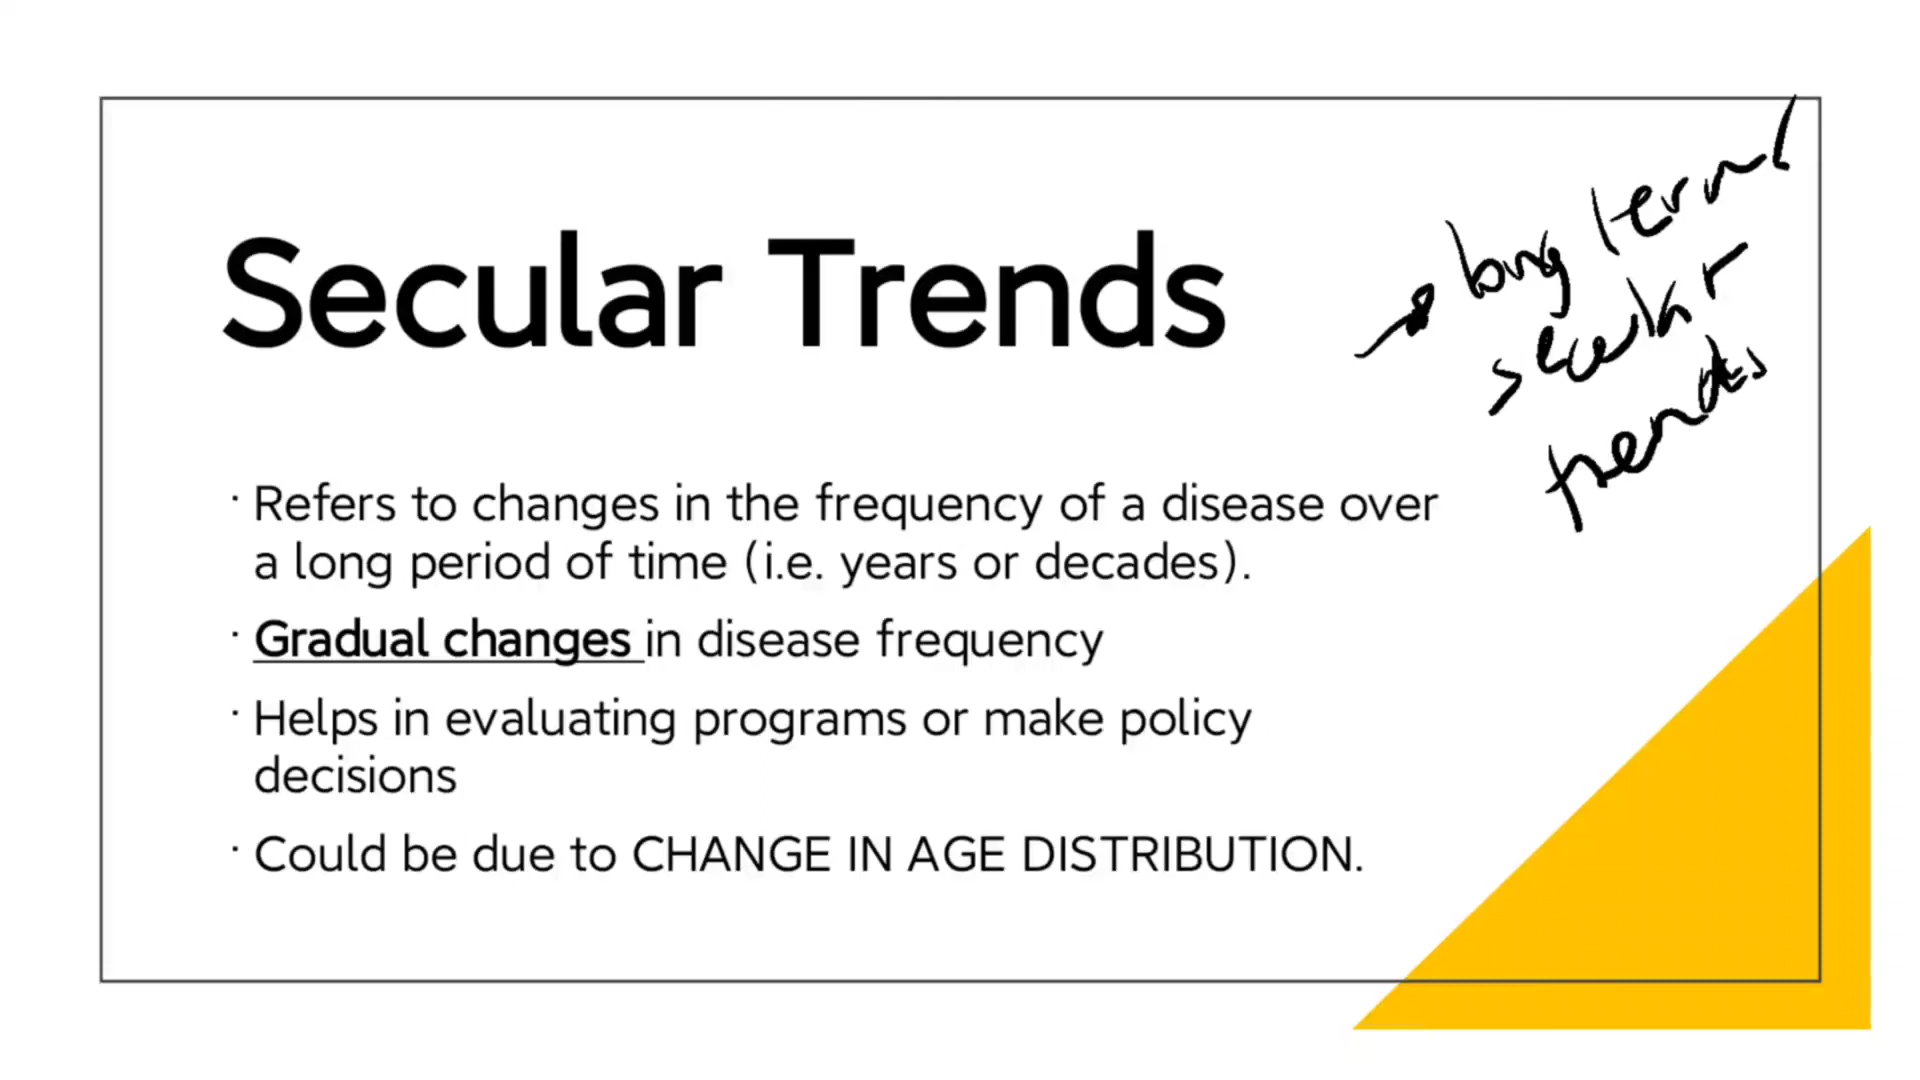 Secular Trends
long term/
secular
trends
· Refers to changes in the frequency of a disease over
a long period of time (i.e. years or decades).
· Gradual changes in disease frequency
· Helps in evaluating programs or make policy
decisions
· Could be due to CHANGE IN AGE DISTRIBUTION.